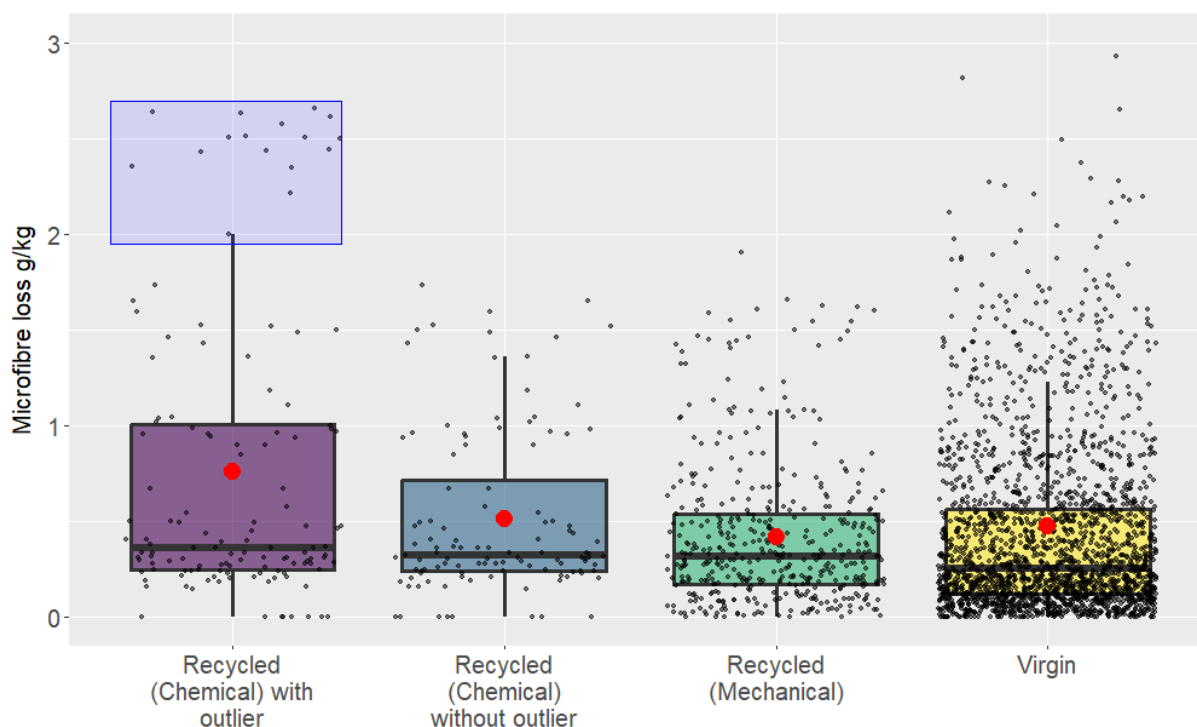 Microfibre loss g/kg
3
2
1
0
Recycled
(Chemical) with
outlier
Recycled
(Chemical)
without outlier
Recycled
(Mechanical)
Virgin